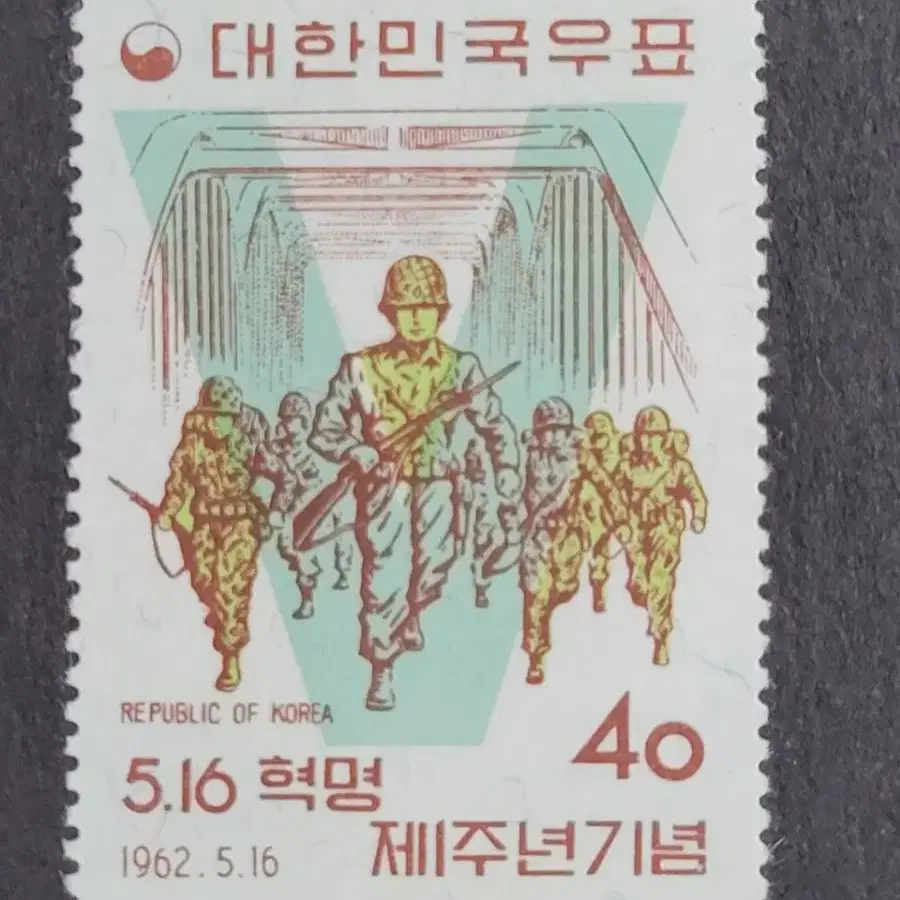 대한민국우표
REPUBLIC OF KOREA
40
5.16 혁명
제1주년기념
1962.5.16